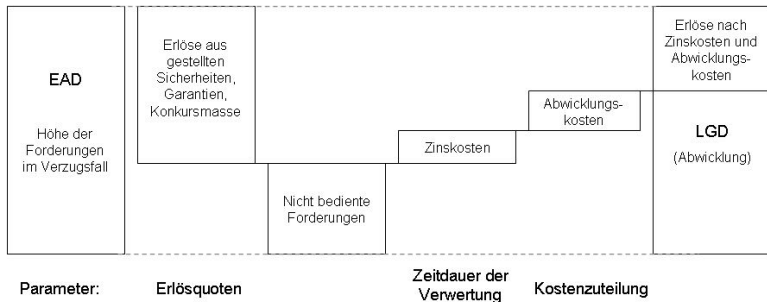 EAD
Höhe der
Forderungen
im Verzugsfall
Erlöse aus
gestellten
Sicherheiten,
Garantien,
Konkursmasse
Nicht bediente
Forderungen
Zinskosten
Abwicklungs-
kosten
Erlöse nach
Zinskosten und
Abwicklungs-
kosten
LGD
(Abwicklung)
Parameter:
Erlösquoten
Zeitdauer der
Verwertung
Kostenzuteilung